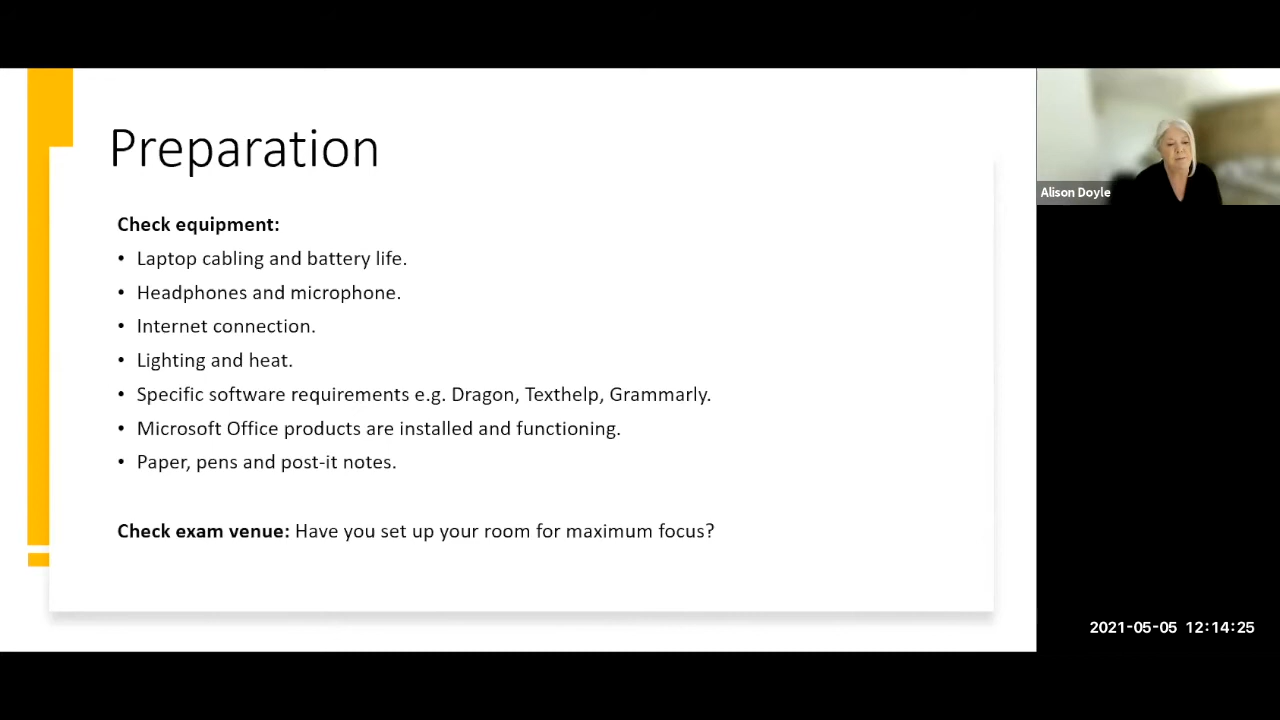 Preparation
Check equipment:
• Laptop cabling and battery life.
• Headphones and microphone.
• Internet connection.
• Lighting and heat.
• Specific software requirements e.g. Dragon, Texthelp, Grammarly.
• Microsoft Office products are installed and functioning.
• Paper, pens and post-it notes.
Check exam venue: Have you set up your room for maximum focus?
Alison Doyle
2021-05-05 12:14:25